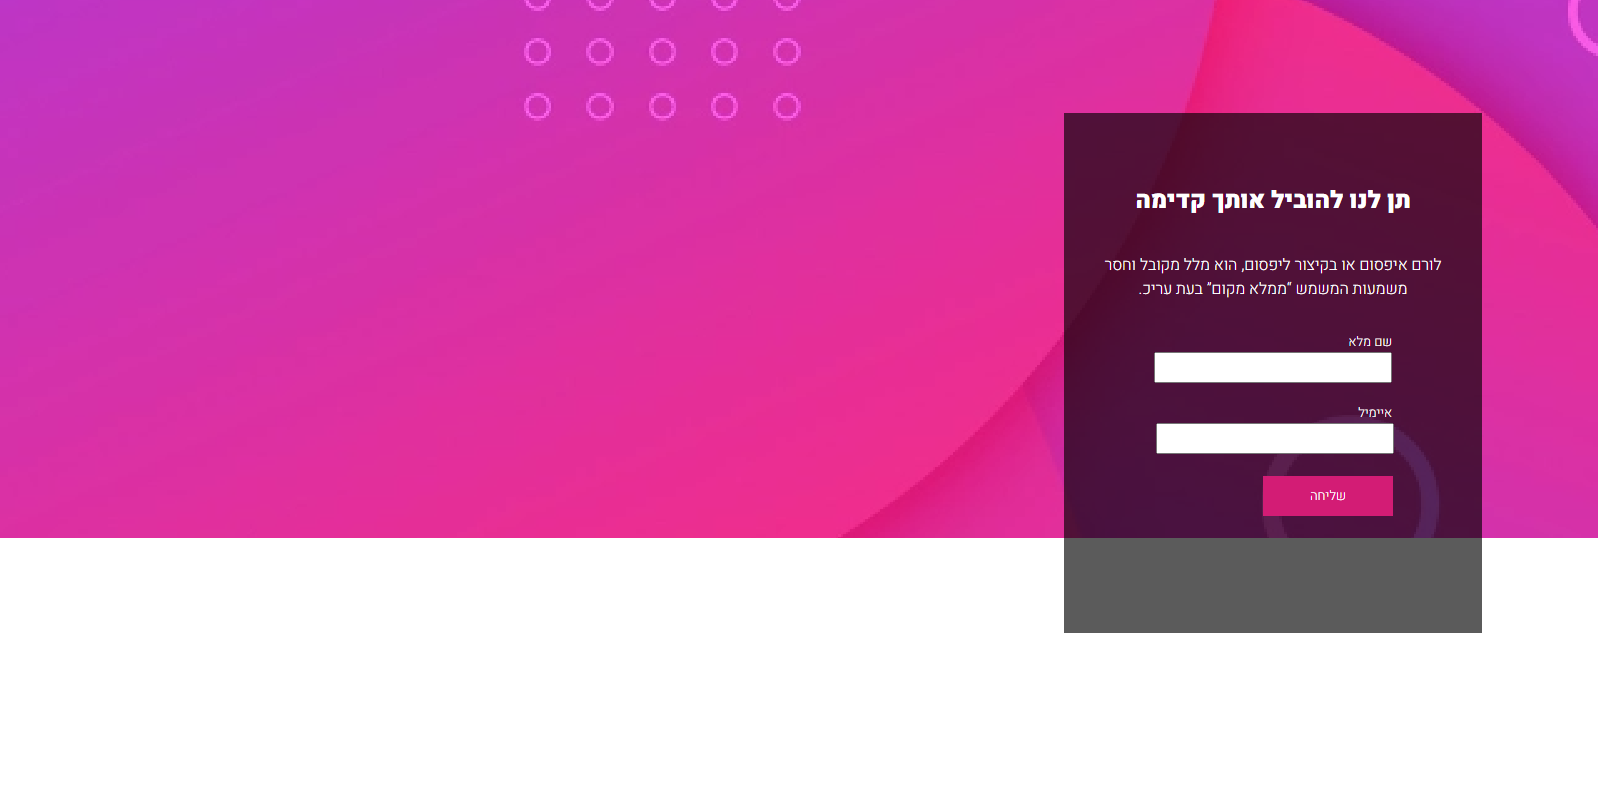 תן לנו להוביל אותך קדימה
לורם איפסום או בקיצור ליפסום, הוא מלל מקובל וחסר
משמעות המשמש "ממלא מקום" בעת עריכ.
שם מלא
איימיל
שליחה